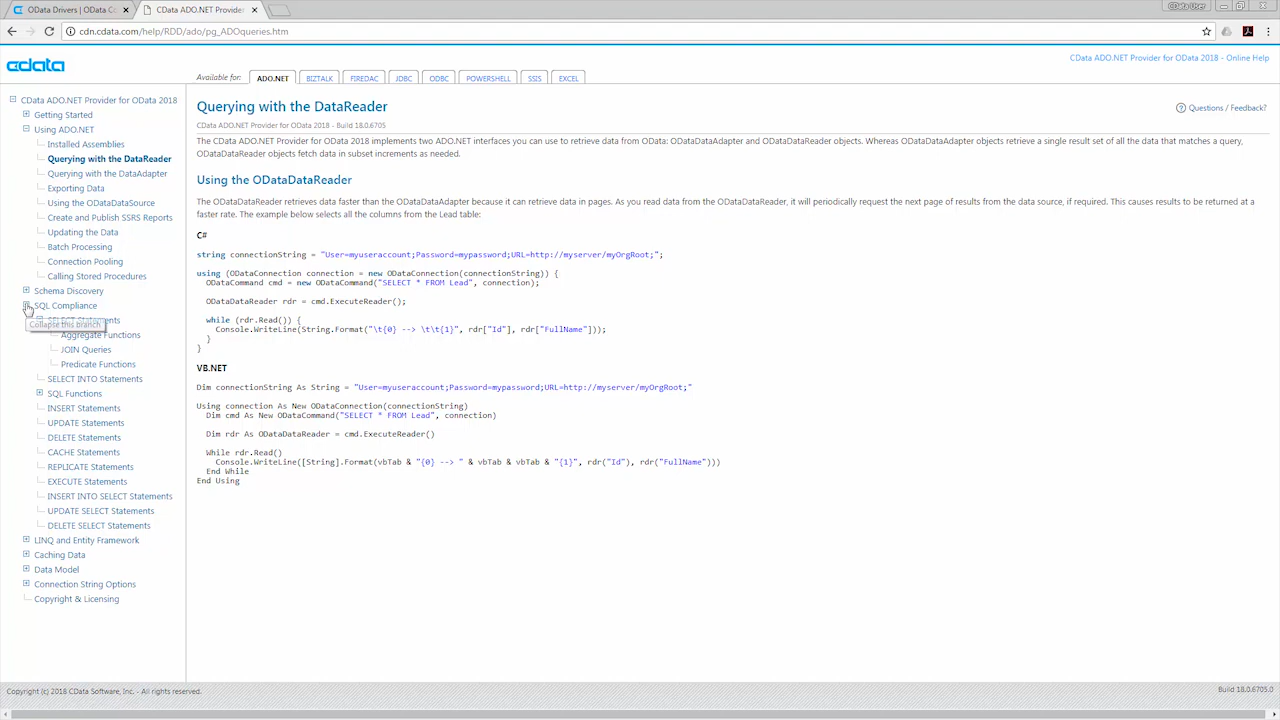 OData Drivers | OData Co
CData ADO.NET Provide
CData User
cdn.cdata.com/help/RDD/ado/pg_ADOqueries.htm
cdata
Available for:
ADO.NET
BIZTALK
FIREDAC
JDBC
ODBC
POWERSHELL
SSIS
EXCEL
CData ADO.NET Provider for OData 2018 - Online Help
CData ADO.NET Provider for OData 2018
Getting Started
Using ADO.NET
Installed Assemblies
Querying with the DataReader
Querying with the DataAdapter
Exporting Data
Using the ODataDataSource
Create and Publish SSRS Reports
Updating the Data
Batch Processing
Connection Pooling
Calling Stored Procedures
Schema Discovery
SQL Compliance
SELECT Statements
Collapse this branch
Aggregate Functions
JOIN Queries
Predicate Functions
SELECT INTO Statements
SQL Functions
INSERT Statements
UPDATE Statements
DELETE Statements
CACHE Statements
REPLICATE Statements
EXECUTE Statements
INSERT INTO SELECT Statements
UPDATE SELECT Statements
DELETE SELECT Statements
LINQ and Entity Framework
Caching Data
Data Model
Connection String Options
Copyright & Licensing
Querying with the DataReader
Questions / Feedback?
CData ADO.NET Provider for OData 2018 - Build 18.0.6705
The CData ADO.NET Provider for OData 2018 implements two ADO.NET interfaces you can use to retrieve data from OData: ODataDataAdapter and ODataDataReader objects. Whereas ODataDataAdapter objects retrieve a single result set of all the data that matches a query,
ODataDataReader objects fetch data in subset increments as needed.
Using the ODataDataReader
The ODataDataReader retrieves data faster than the ODataDataAdapter because it can retrieve data in pages. As you read data from the ODataDataReader, it will periodically request the next page of results from the data source, if required. This causes results to be returned at a
faster rate. The example below selects all the columns from the Lead table:
C#
string connectionString = "User=myuseraccount;Password=mypassword;URL=http://myserver/myOrgRoot;";
using (ODataConnection connection = new ODataConnection(connectionString)) {
ODataCommand cmd = new ODataCommand("SELECT * FROM Lead", connection);
ODataDataReader rdr = cmd.ExecuteReader();
while (rdr.Read()) {
Console.WriteLine(String.Format("\t{0} --> \t\t{1}", rdr["Id"], rdr["FullName"]));
}
}
VB.NET
Dim connectionString As String = "User=myuseraccount;Password=mypassword;URL=http://myserver/myOrgRoot;"
Using connection As New ODataConnection(connectionString)
Dim cmd As New ODataCommand("SELECT * FROM Lead", connection)
Dim rdr As ODataDataReader = cmd.ExecuteReader()
While rdr.Read()
Console.WriteLine([String].Format(vbTab & "{0} --> " & vbTab & vbTab & "{1}", rdr("Id"), rdr("FullName")))
End While
End Using
Copyright (c) 2018 CData Software, Inc. - All rights reserved.
Build 18.0.6705.0